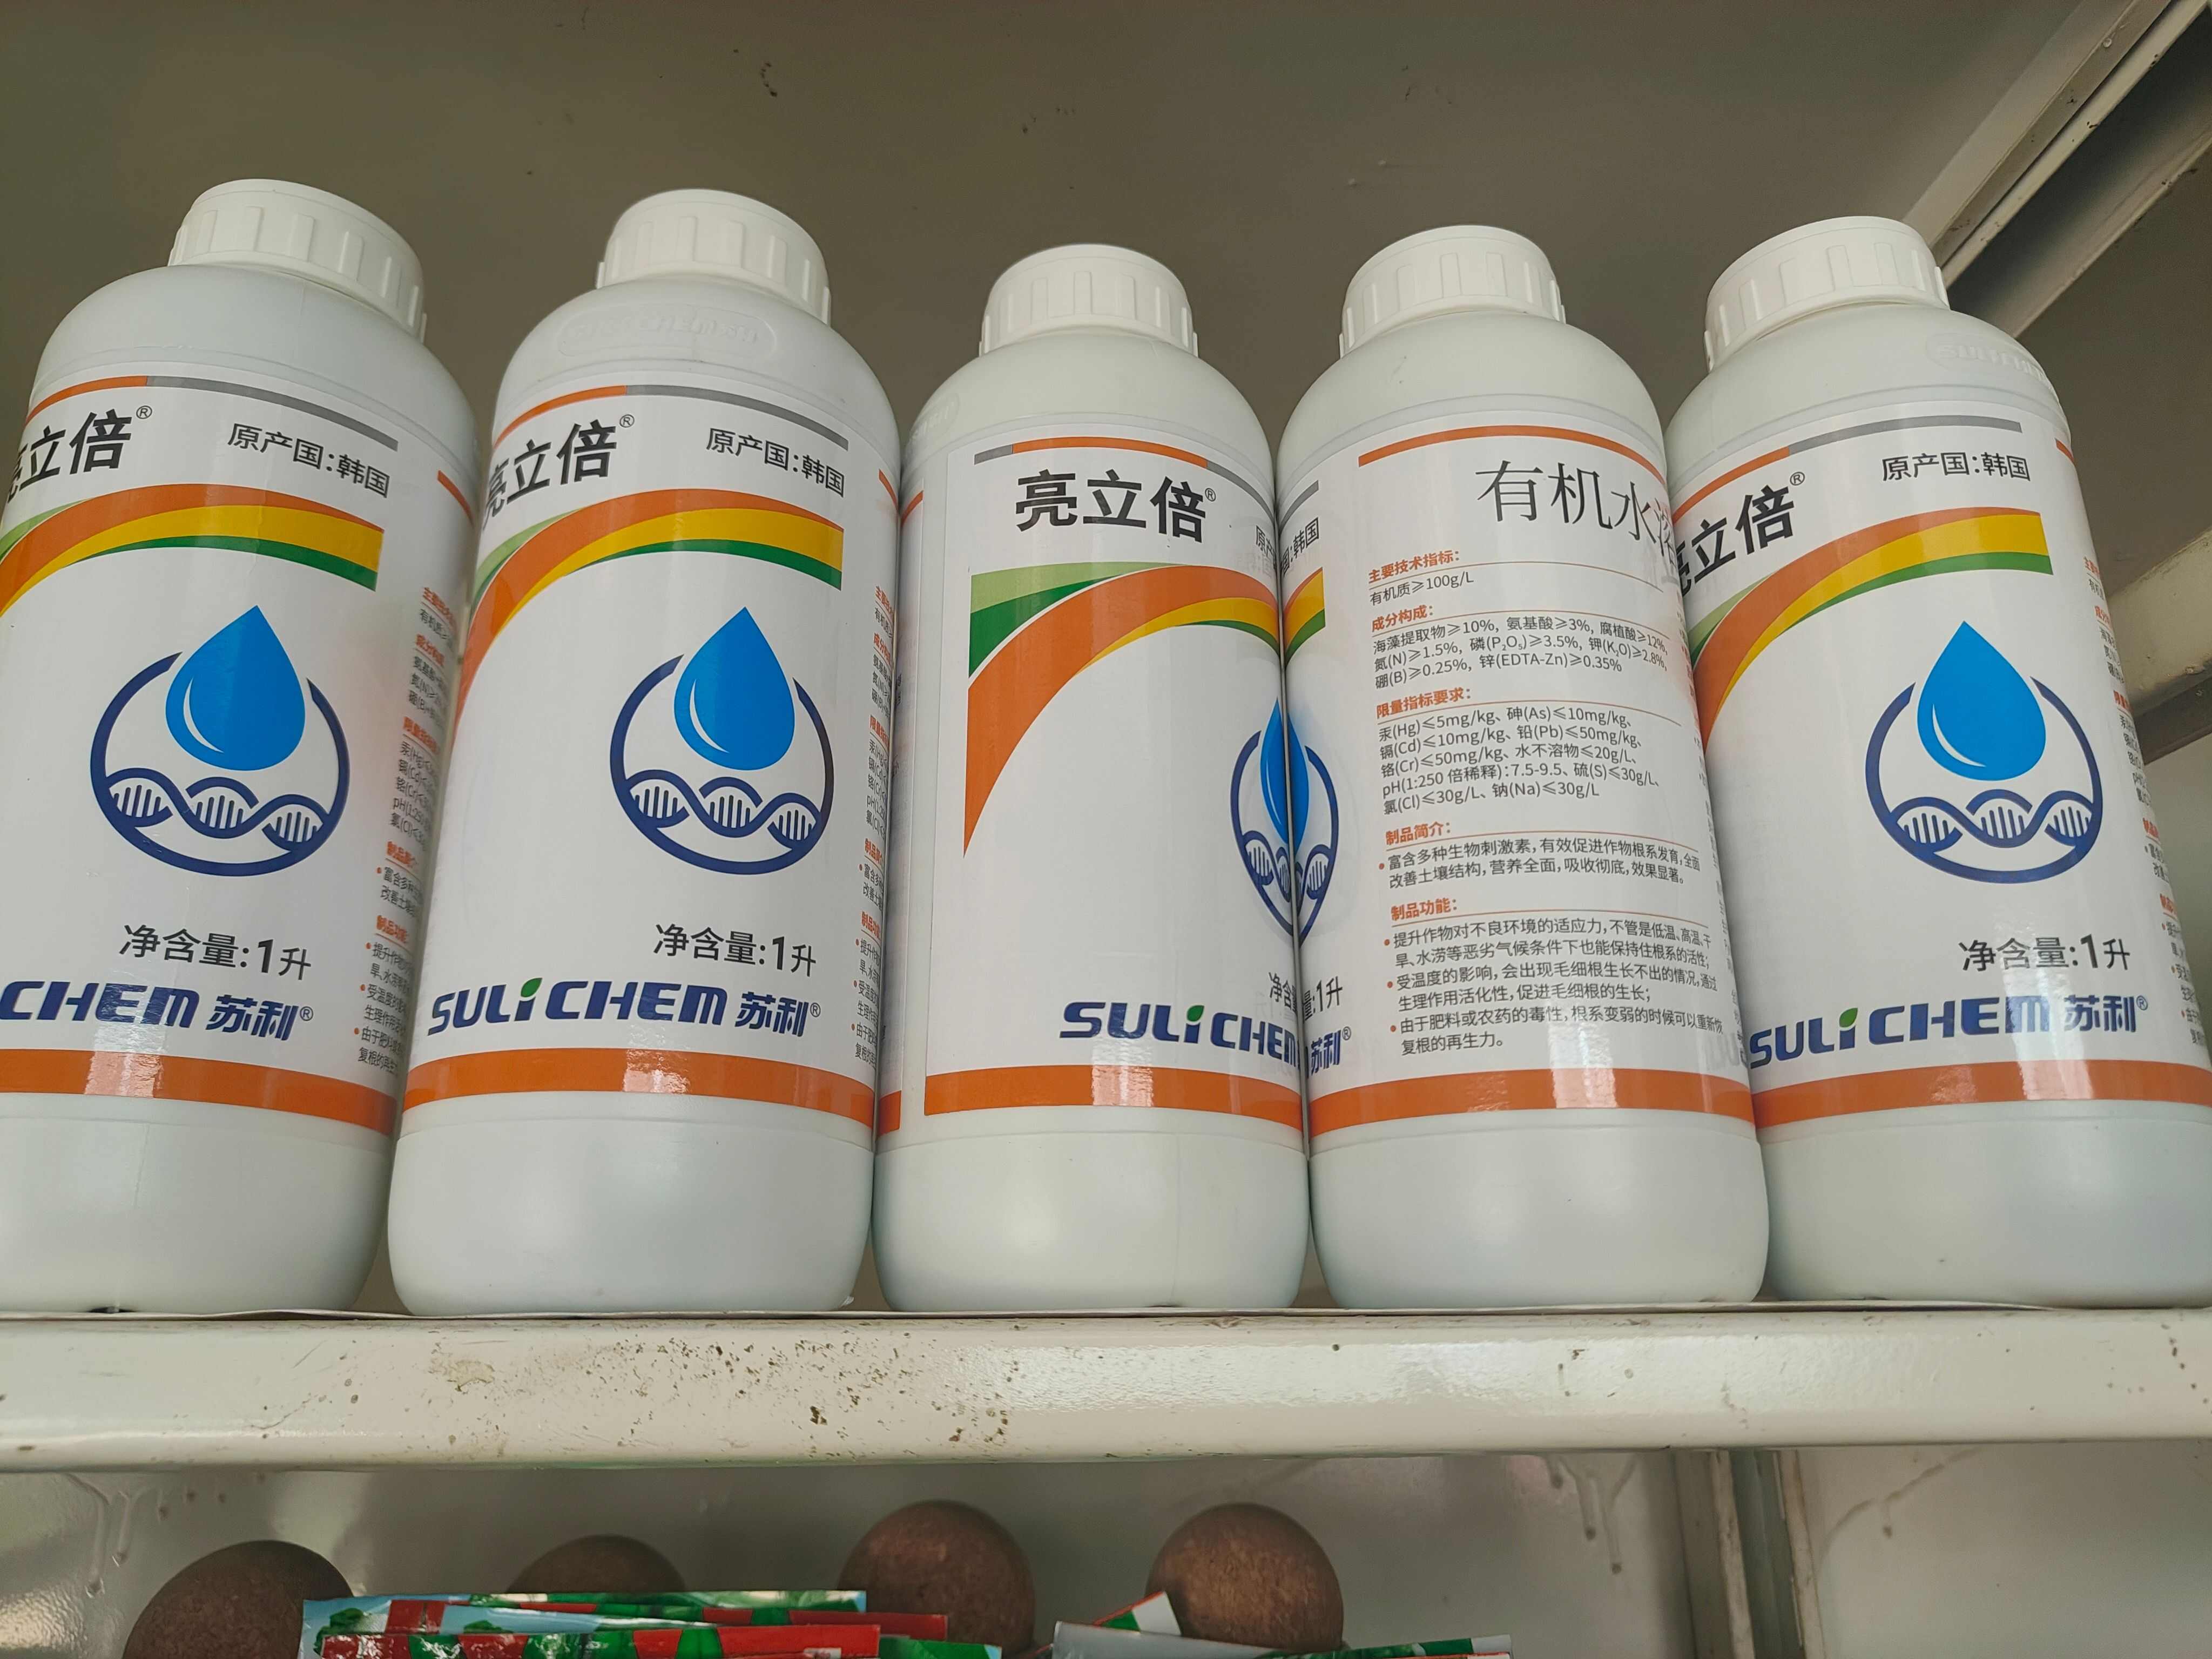 亮立倍®
原产国:韩国
净含量:1升
CHEM 苏利®
亮立倍®
原产国:韩国
净含量:1升
SULiCHEM 苏利®
亮立倍®
原产
SULiCHEM
韩国
量:1升
苏利®
有机水溶
主要技术指标:
有机质≥100g/L
成分构成:
海藻提取物≥10%, 氨基酸≥3%, 腐植酸≥12%,
氮(N)≥1.5%, 磷(P₂O₅)≥3.5%, 钾(K₂O)≥2.8%,
硼(B)≥0.25%, 锌(EDTA-Zn)≥0.35%
限量指标要求:
汞(Hg)≤5mg/kg、砷(As)≤10mg/kg、
镉(Cd)≤10mg/kg、铅(Pb)≤50mg/kg、
铬(Cr)≤50mg/kg、水不溶物≤20g/L、
pH(1:250倍稀释):7.5-9.5、硫(S)≤30g/L、
氯(Cl)≤30g/L、钠(Na)≤30g/L
制品简介:
•富含多种生物刺激素,有效促进作物根系发育,全面
改善土壤结构,营养全面,吸收彻底,效果显著。
制品功能:
•提升作物对不良环境的适应力,不管是低温、高温、干
旱、水涝等恶劣气候条件下也能保持住根系的活性;
•受温度的影响,会出现毛细根生长不出的情况,通过
生理作用活化性,促进毛细根的生长;
•由于肥料或农药的毒性,根系变弱的时候可以重新恢
复根的再生力。
亮立倍®
原产国:韩国
净含量:1升
SULiCHEM 苏利®